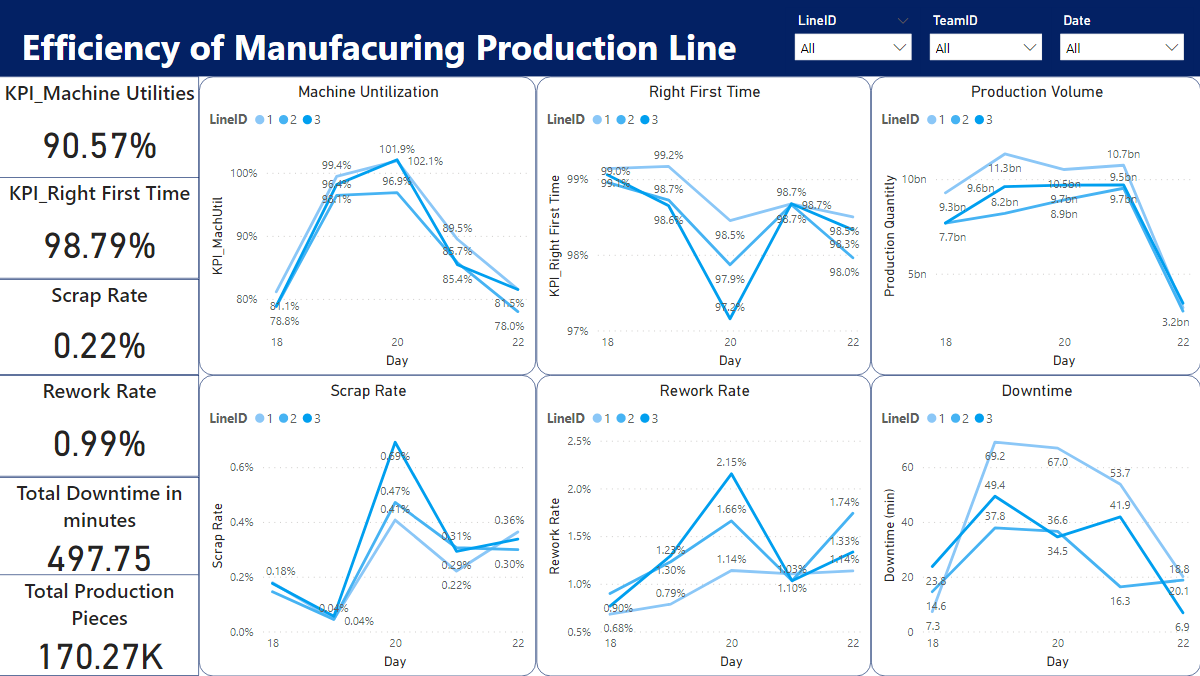 Efficiency of Manufacuring Production Line
LineID
All
TeamID
All
Date
All
KPI_Machine Utilities
90.57%
KPI_Right First Time
98.79%
Scrap Rate
0.22%
Rework Rate
0.99%
Total Downtime in
minutes
497.75
Total Production
Pieces
170.27K
Machine Untilization
LineID 1 2 3
KPI_MachUtil
100%
90%
80%
81.1%
78.8%
99.4%
96.4%
96.1%
101.9%
102.1%
96.9%
89.5%
85.7%
85.4%
81.5%
78.0%
18 20 22
Day
Right First Time
LineID 1 2 3
KPI_Right First Time
99%
98%
97%
99.0%
99.1%
99.2%
98.7%
98.6%
98.5%
97.9%
97.2%
98.7%
98.7%
98.7%
98.5%
98.3%
98.0%
18 20 22
Day
Production Volume
LineID 1 2 3
Production Quantitiy
10bn
5bn
9.3bn
7.7bn
11.3bn
9.6bn
8.2bn
10.5bn
9.7bn
8.9bn
10.7bn
9.5bn
9.7bn
3.2bn
18 20 22
Day
Scrap Rate
LineID 1 2 3
Scrap Rate
0.6%
0.4%
0.2%
0.0%
0.18%
0.04%
0.04%
0.69%
0.47%
0.41%
0.31%
0.29%
0.22%
0.36%
0.30%
18 20 22
Day
Rework Rate
LineID 1 2 3
Rework Rate
2.5%
2.0%
1.5%
1.0%
0.5%
0.90%
0.68%
1.23%
1.30%
0.79%
2.15%
1.66%
1.14%
1.03%
1.10%
1.74%
1.33%
1.14%
18 20 22
Day
Downtime
LineID 1 2 3
Downtime (min)
60
40
20
0
23.8
14.6
7.3
69.2
49.4
37.8
67.0
36.6
34.5
53.7
41.9
16.3
18.8
20.1
6.9
18 20 22
Day